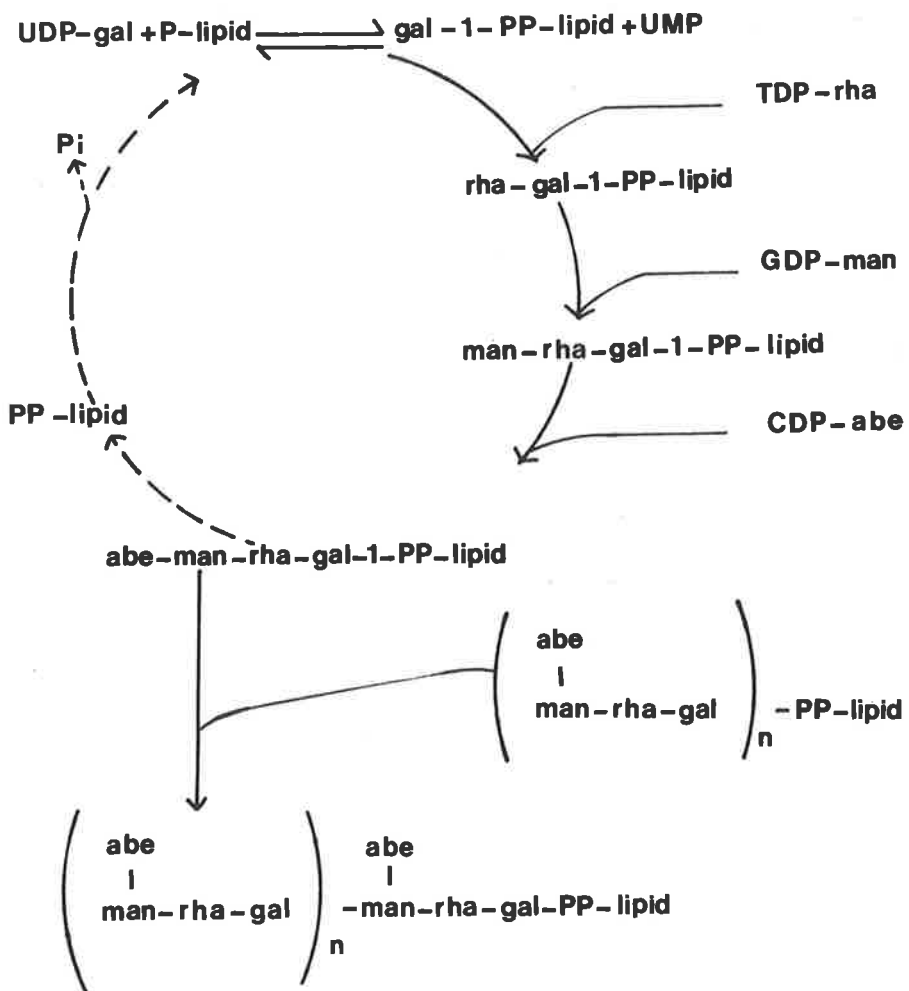 UDP-gal +P-lipid gal -1-PP-lipid +UMP
TDP-rha
Pi
rha-gal-1-PP-lipid
GDP-man
man-rha-gal-1-PP-lipid
PP-lipid
CDP-abe
abe-man-rha-gal-1-PP-lipid
abe
man-rha-gal
n
-PP-lipid
abe abe
man-rha-gal -man-rha-gal-PP-lipid
n